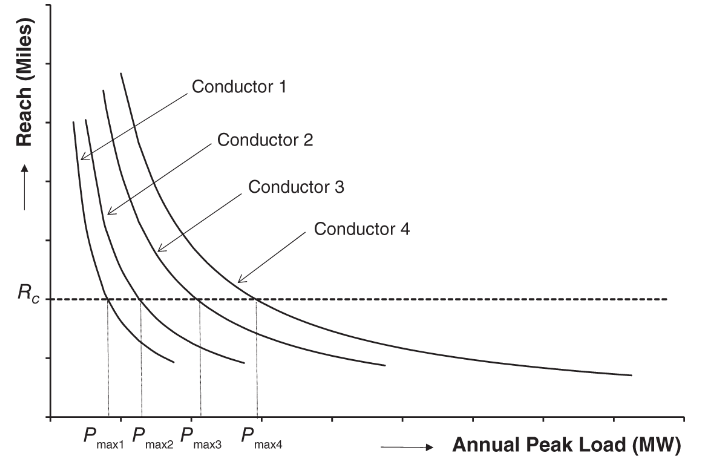 Reach (Miles)
Conductor 1
Conductor 2
Conductor 3
Conductor 4
Rc
Pmax1 Pmax2 Pmax3 Pmax4
Annual Peak Load (MW)